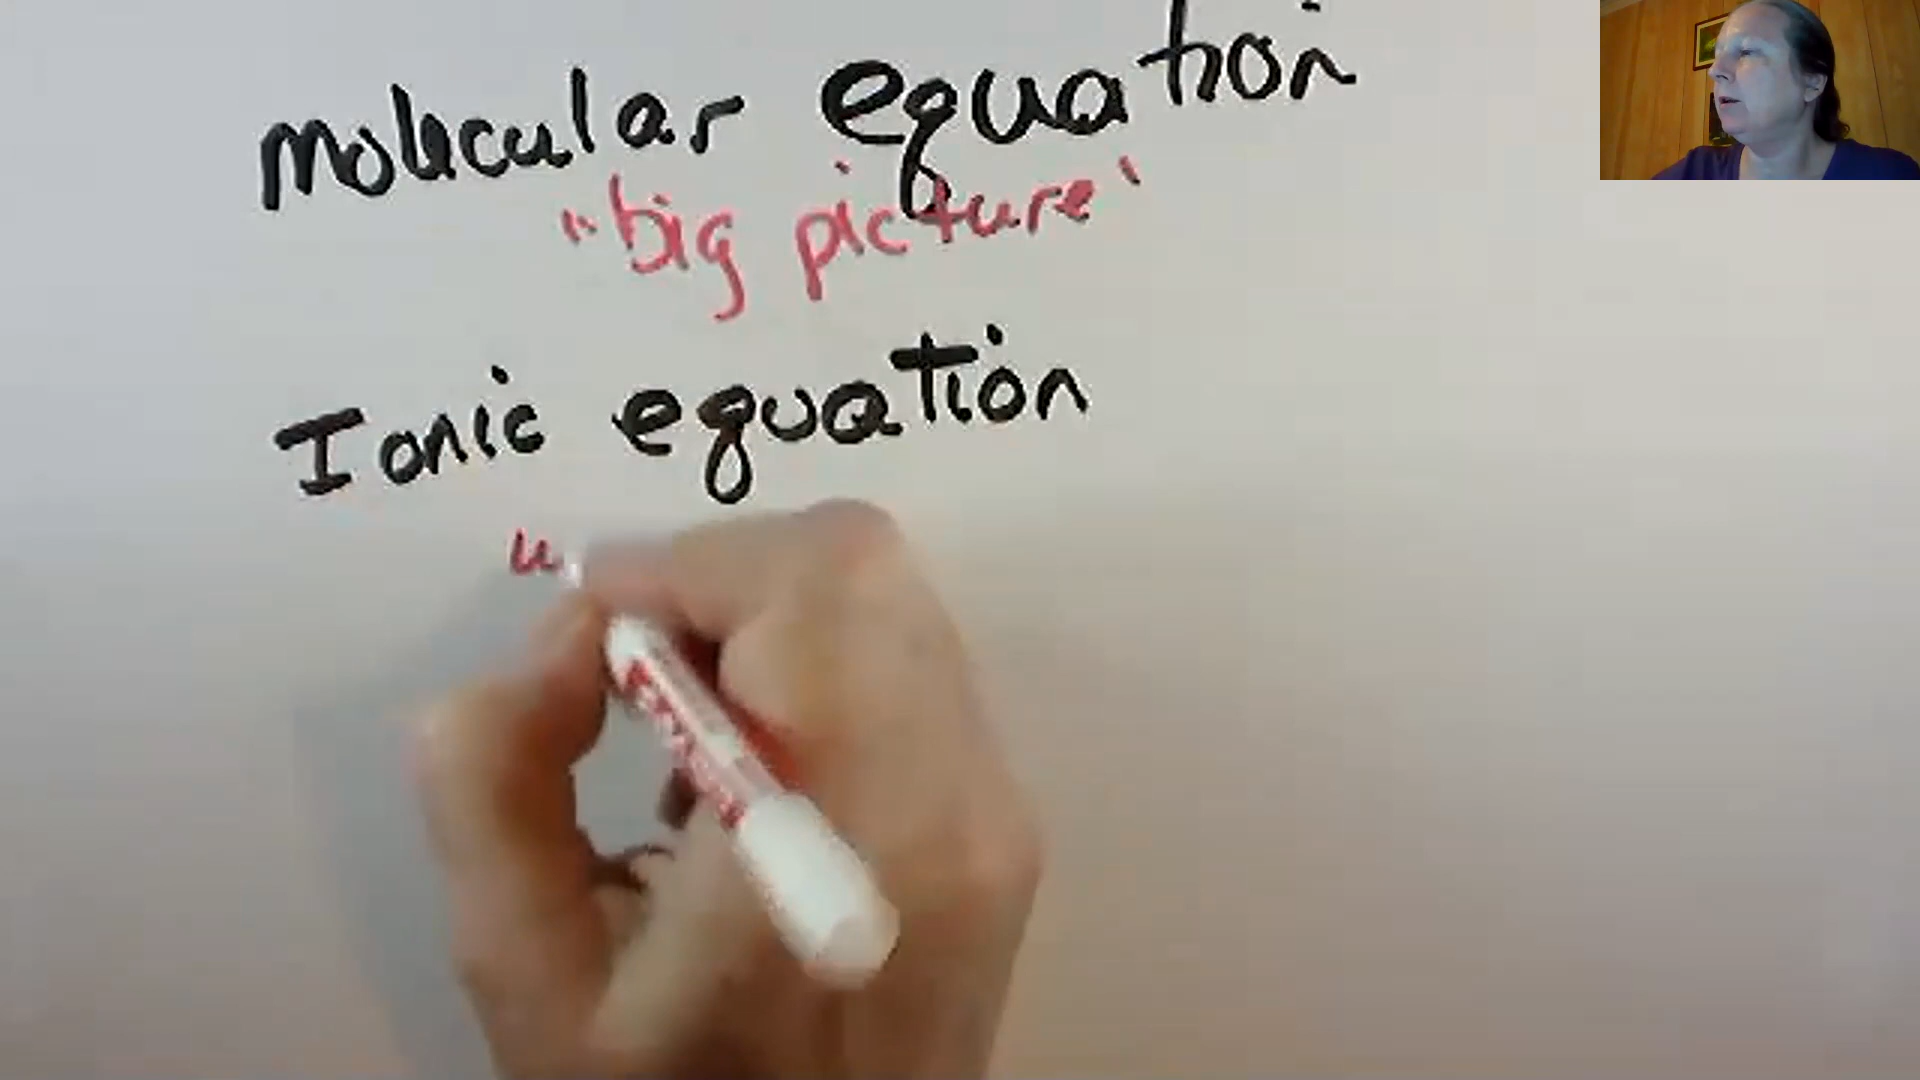 Molecular equation
"big picture"
Ionic equation
"